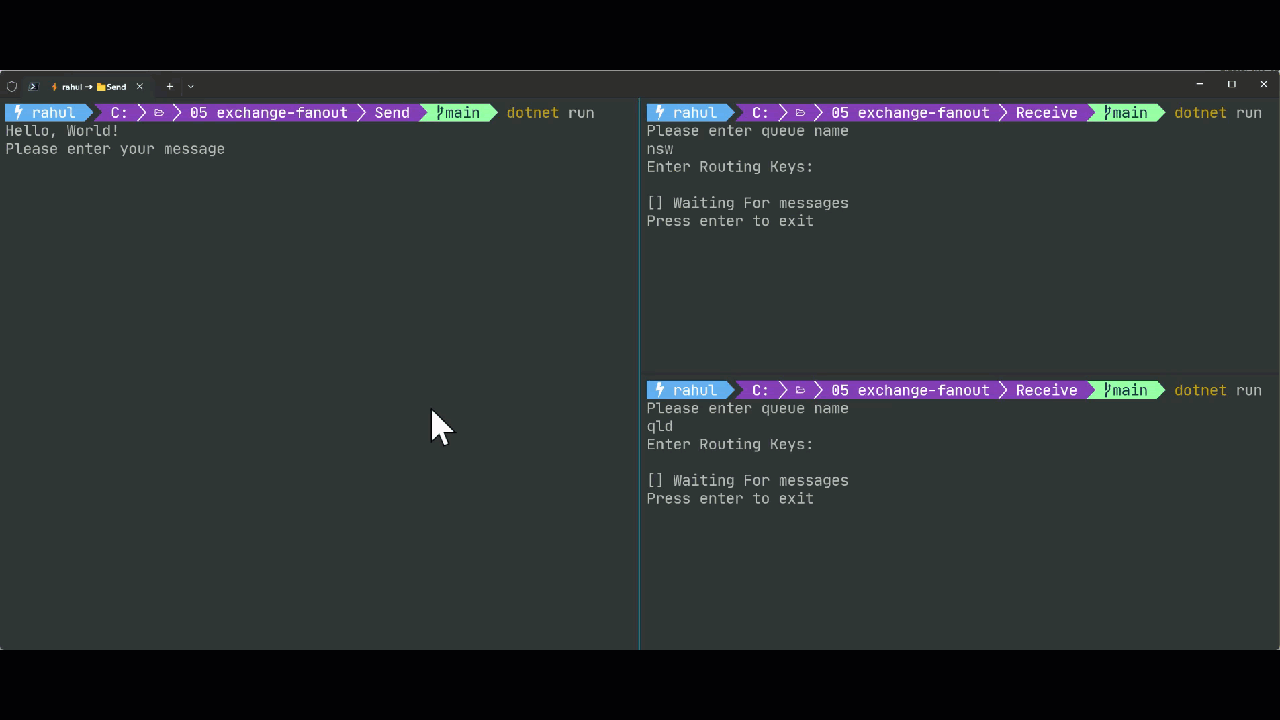 rahul → Send
rahul C: 05 exchange-fanout Send main dotnet run
Hello, World!
Please enter your message
rahul C: 05 exchange-fanout Receive main dotnet run
Please enter queue name
nsw
Enter Routing Keys:
[] Waiting For messages
Press enter to exit
rahul C: 05 exchange-fanout Receive main dotnet run
Please enter queue name
qld
Enter Routing Keys:
[] Waiting For messages
Press enter to exit